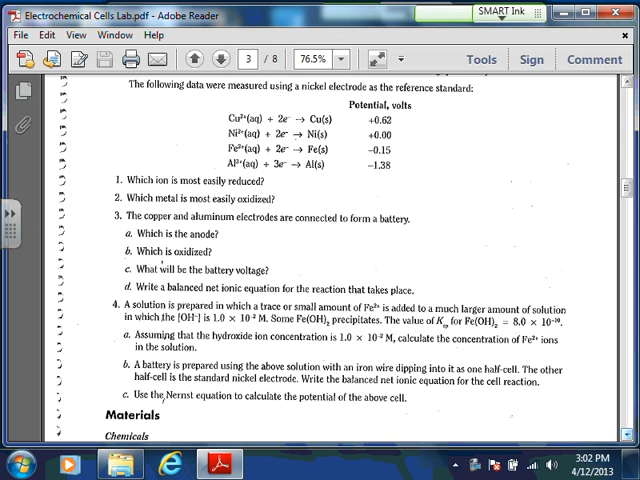 Electrochemical Cells Lab.pdf - Adobe Reader
SMART Ink
File Edit View Window Help
3 / 8 76.5% Tools Sign Comment
The following data were measured using a nickel electrode as the reference standard:
Potential, volts
Cu²⁺(aq) + 2e⁻ → Cu(s) +0.62
Ni²⁺(aq) + 2e⁻ → Ni(s) +0.00
Fe²⁺(aq) + 2e⁻ → Fe(s) −0.15
Al³⁺(aq) + 3e⁻ → Al(s) −1.38
1. Which ion is most easily reduced?
2. Which metal is most easily oxidized?
3. The copper and aluminum electrodes are connected to form a battery.
a. Which is the anode?
b. Which is oxidized?
c. What will be the battery voltage?
d. Write a balanced net ionic equation for the reaction that takes place.
4. A solution is prepared in which a trace or small amount of Fe²⁺ is added to a much larger amount of solution
in which the [OH⁻] is 1.0 × 10⁻² M. Some Fe(OH)₂ precipitates. The value of Ksp for Fe(OH)₂ = 8.0 × 10⁻¹⁰.
a. Assuming that the hydroxide ion concentration is 1.0 × 10⁻² M, calculate the concentration of Fe²⁺ ions
in the solution.
b. A battery is prepared using the above solution with an iron wire dipping into it as one half-cell. The other
half-cell is the standard nickel electrode. Write the balanced net ionic equation for the cell reaction.
c. Use the Nernst equation to calculate the potential of the above cell.
Materials
Chemicals
3:02 PM
4/12/2013